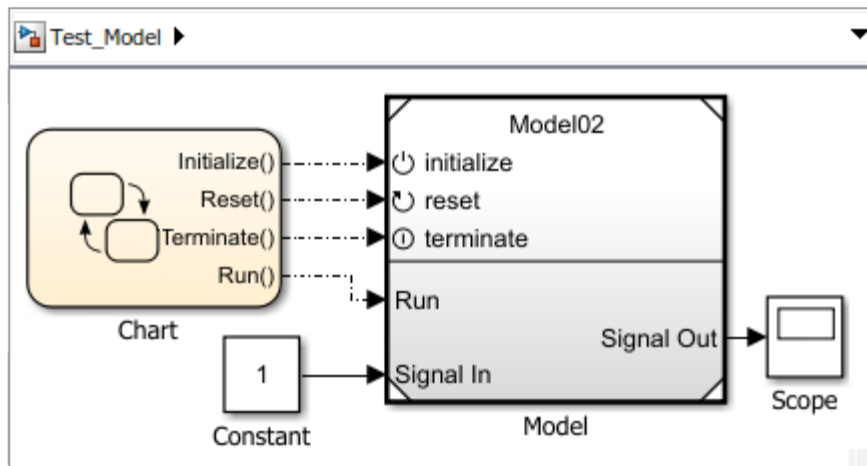 Test_Model
Model02
Initialize()
initialize
Reset()
reset
Terminate()
terminate
Run()
Run
Chart
Signal Out
1
Signal In
Scope
Constant
Model